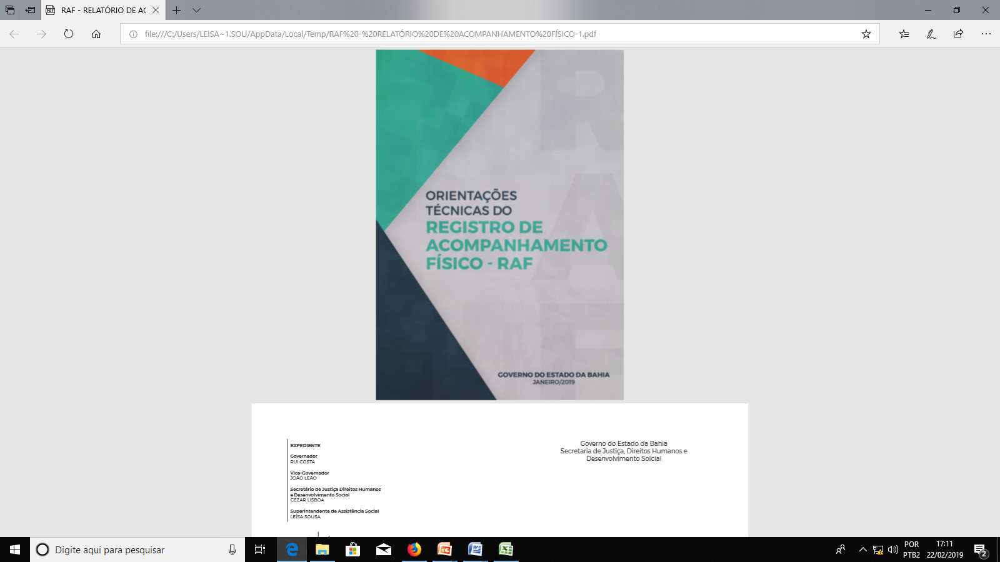 RAF - RELATÓRIO DE AC
file:///C:/Users/LEISA~1.SOU/AppData/Local/Temp/RAF%20-%20RELATÓRIO%20DE%20ACOMPANHAMENTO%20FÍSICO-1.pdf
RAF
ORIENTAÇÕES
TÉCNICAS DO
REGISTRO DE
ACOMPANHAMENTO
FÍSICO - RAF
GOVERNO DO ESTADO DA BAHIA
JANEIRO/2019
EXPEDIENTE
Governador
RUI COSTA
Vice-Governador
JOÃO LEÃO
Secretário de Justiça Direitos Humanos
e Desenvolvimento Social
CEZAR LISBOA
Superintendente de Assistência Social
LEÍSA SOUSA
Governo do Estado da Bahia
Secretaria de Justiça, Direitos Humanos e
Desenvolvimento Solcial
Digite aqui para pesquisar
POR
PTB2
17:11
22/02/2019
2